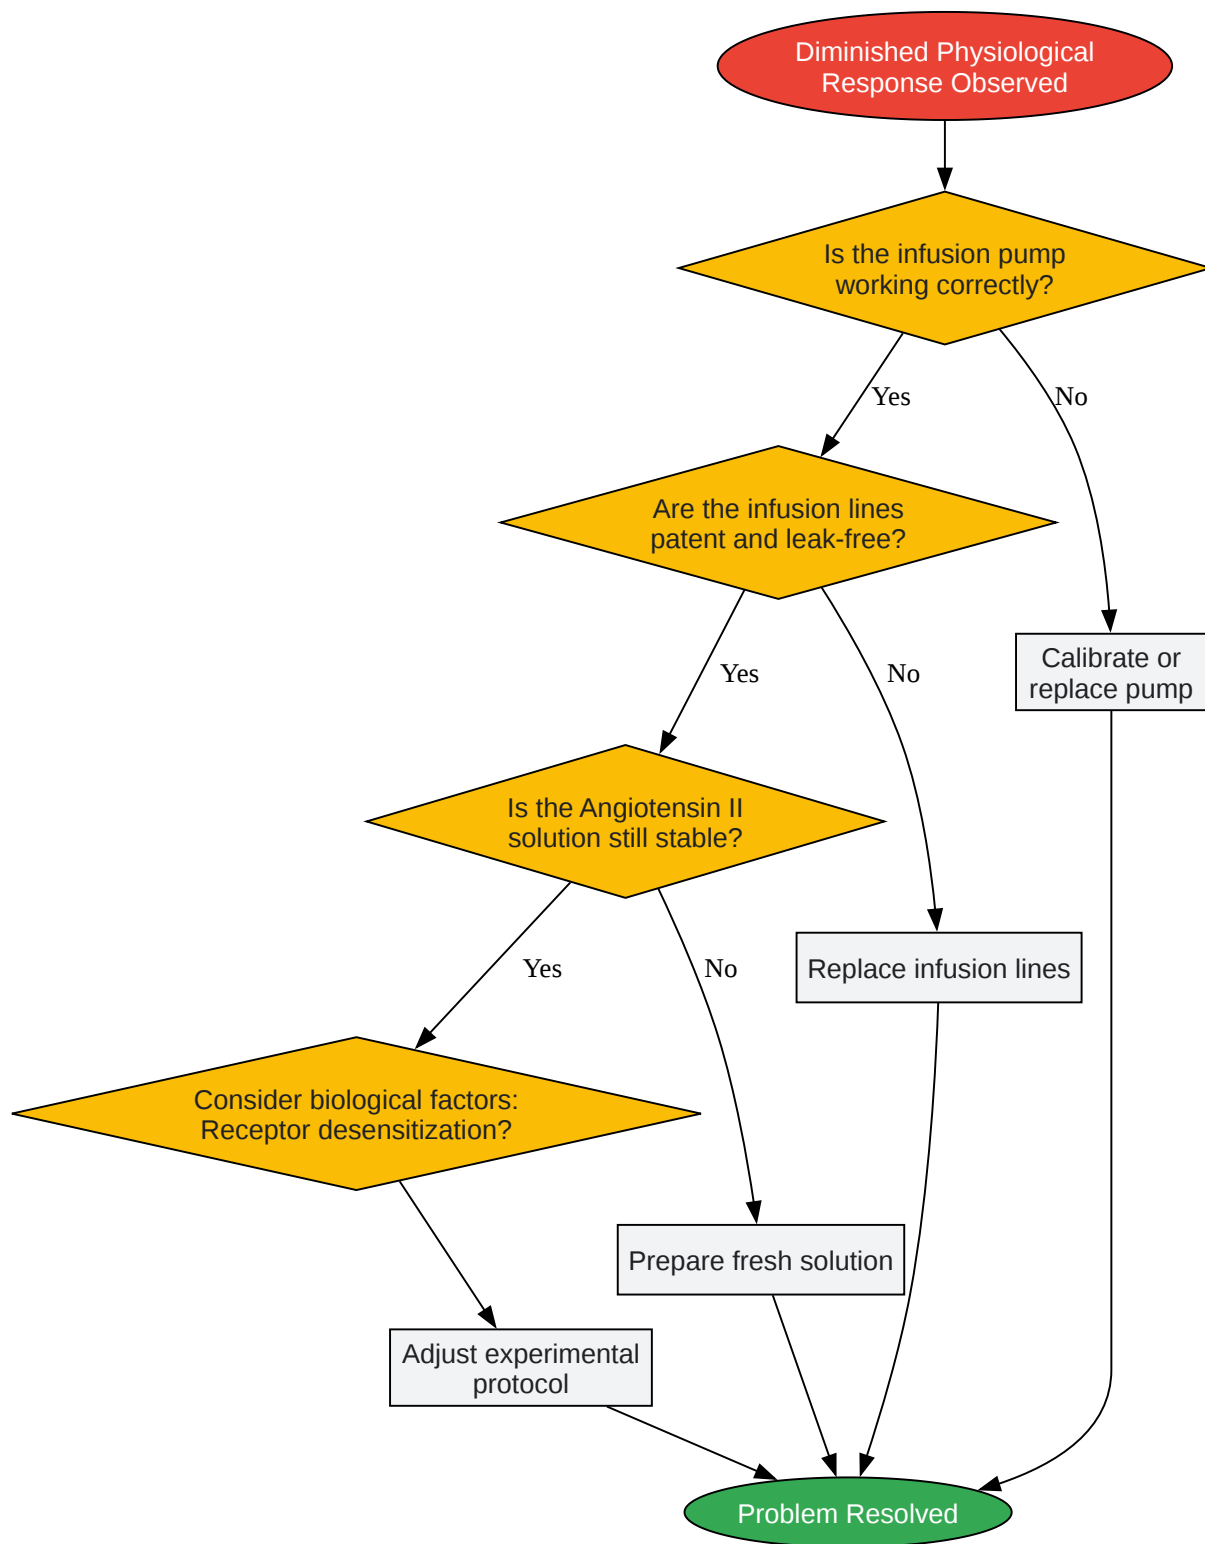 Diminished Physiological
Response Observed
Is the infusion pump
working correctly?
Yes
No
Are the infusion lines
patent and leak-free?
Calibrate or
replace pump
Yes
No
Is the Angiotensin II
solution still stable?
Replace infusion lines
Yes
No
Consider biological factors:
Receptor desensitization?
Prepare fresh solution
Adjust experimental
protocol
Problem Resolved